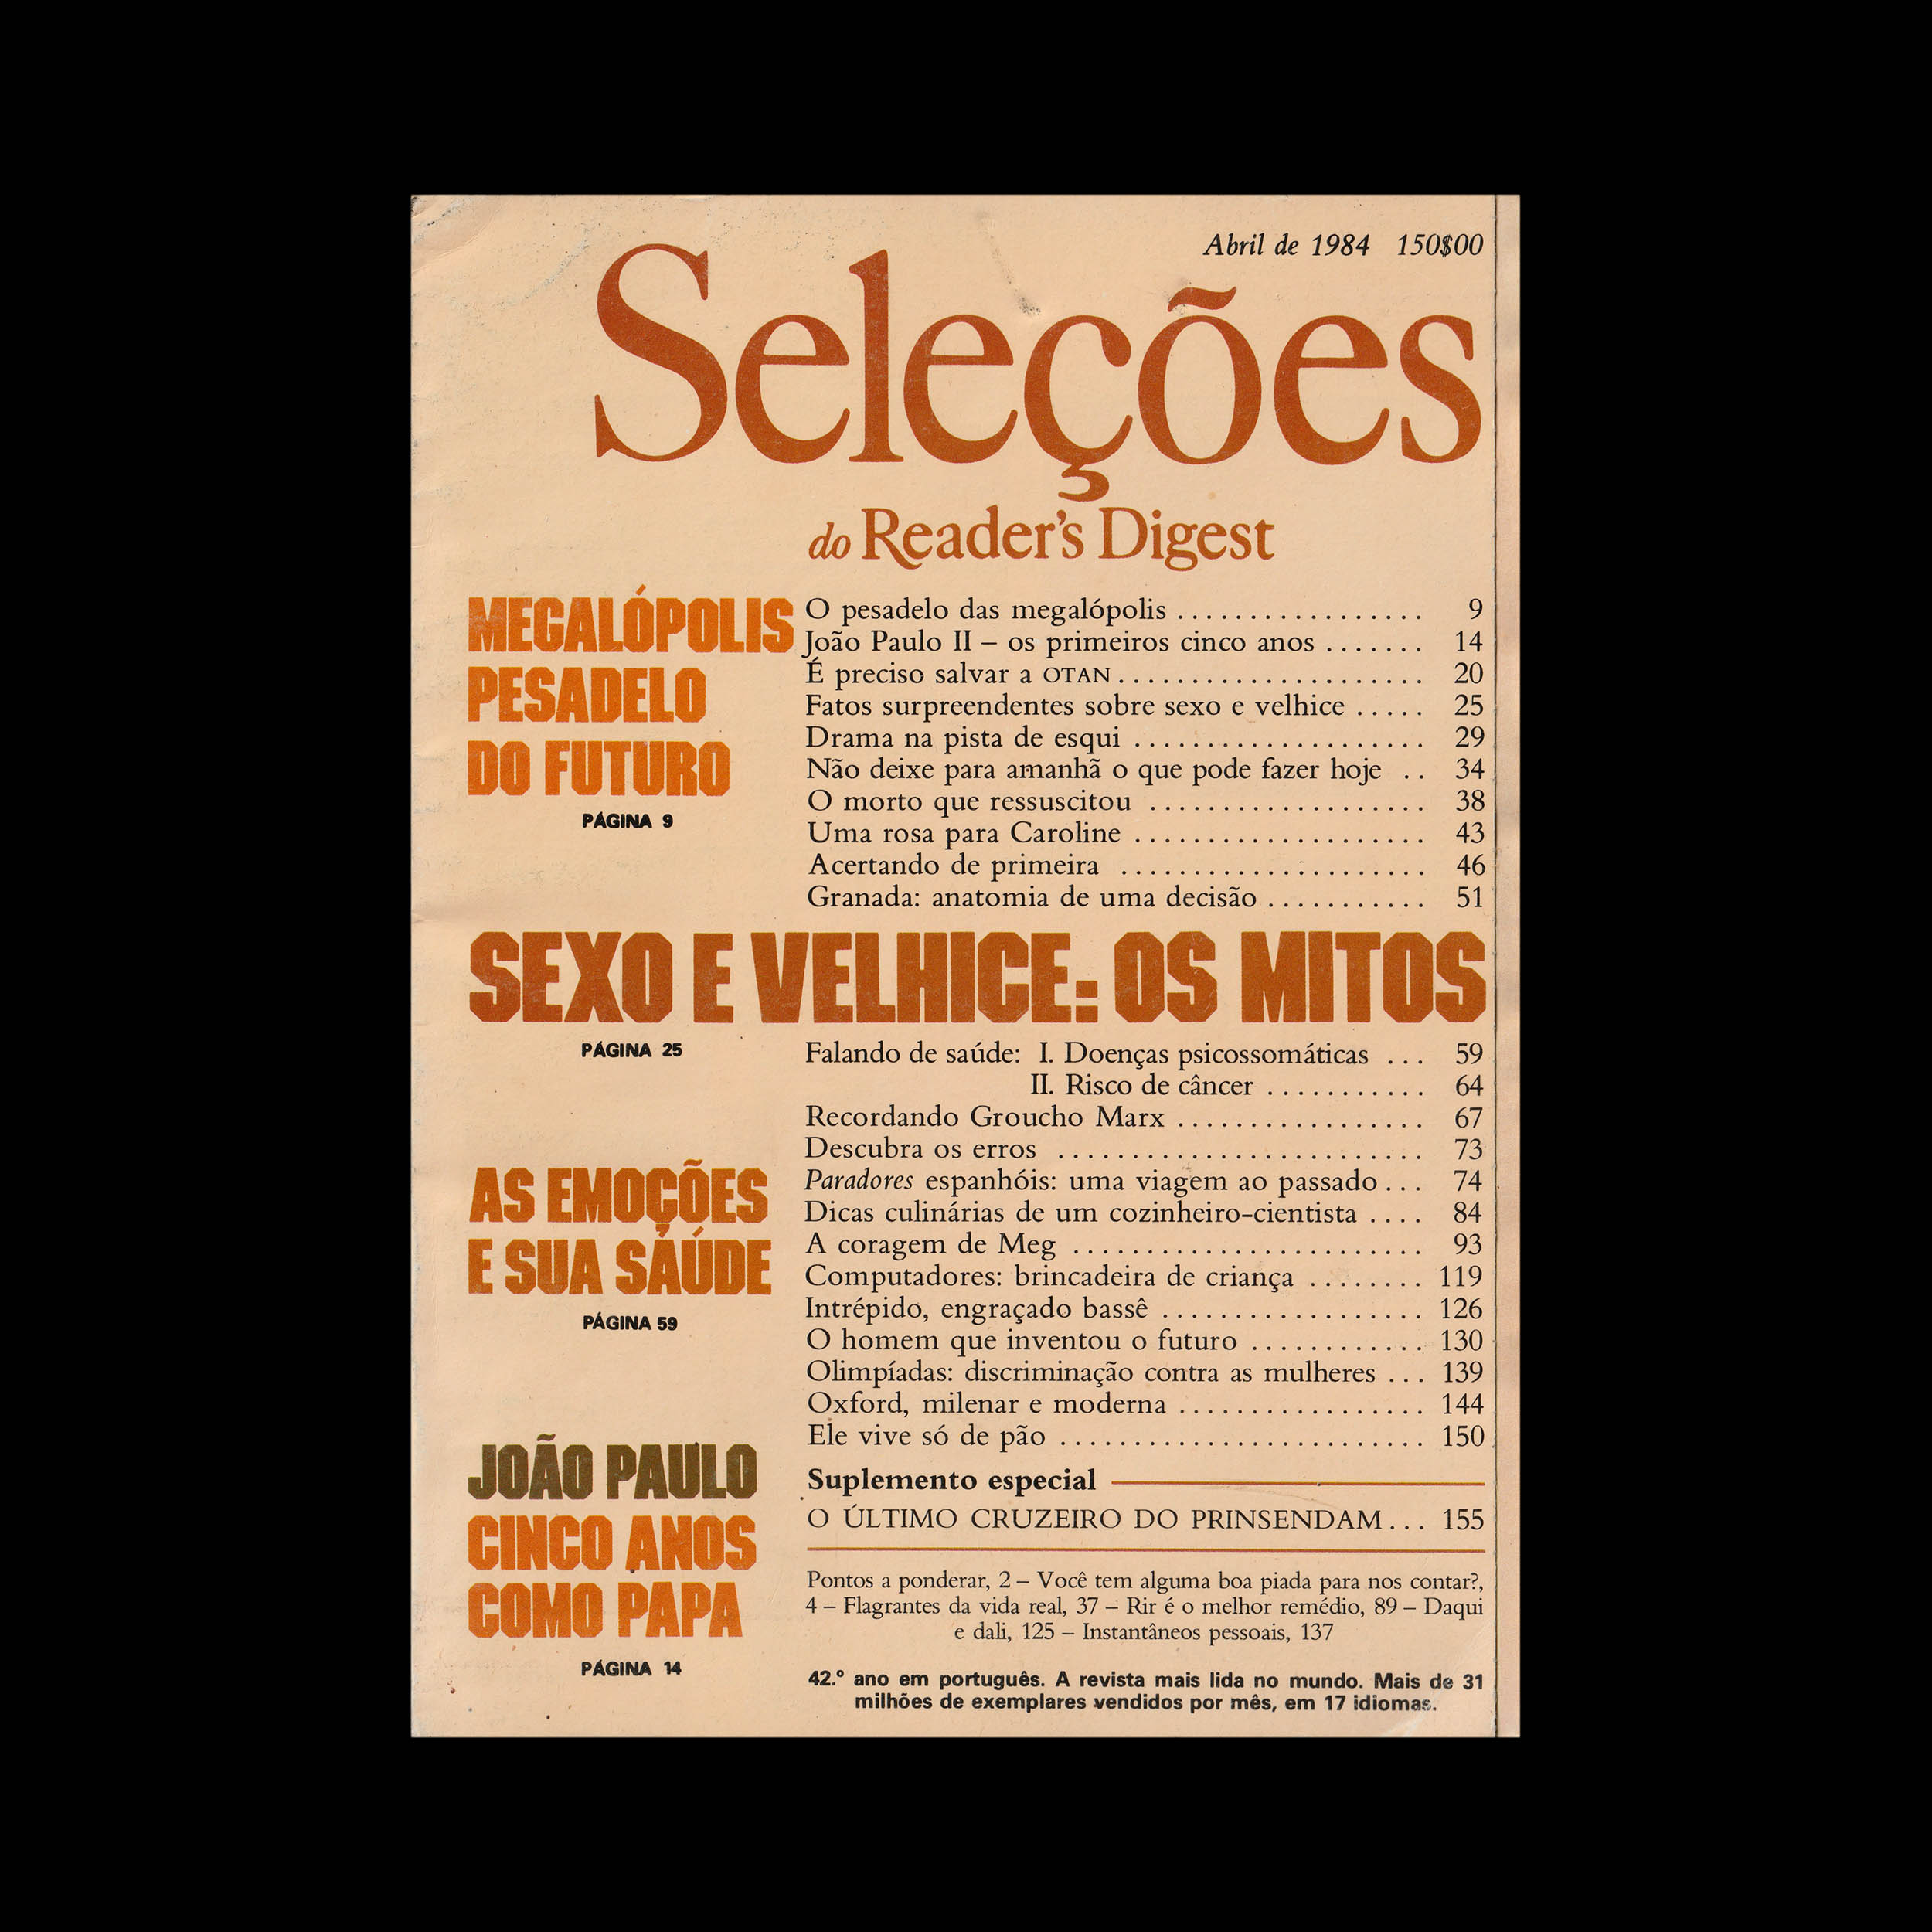 Abril de 1984 150$00
Seleções
do Reader's Digest
MEGALÓPOLIS
PESADELO
DO FUTURO
PÁGINA 9
O pesadelo das megalópolis ................. 9
João Paulo II – os primeiros cinco anos ....... 14
É preciso salvar a OTAN ..................... 20
Fatos surpreendentes sobre sexo e velhice ..... 25
Drama na pista de esqui .................... 29
Não deixe para amanhã o que pode fazer hoje .. 34
O morto que ressuscitou ................... 38
Uma rosa para Caroline .................... 43
Acertando de primeira ..................... 46
Granada: anatomia de uma decisão ........... 51
SEXO E VELHICE: OS MITOS
PÁGINA 25
Falando de saúde: I. Doenças psicossomáticas ... 59
II. Risco de câncer ........... 64
Recordando Groucho Marx ................. 67
Descubra os erros ......................... 73
Paradores espanhóis: uma viagem ao passado ... 74
Dicas culinárias de um cozinheiro-cientista .... 84
A coragem de Meg ........................ 93
Computadores: brincadeira de criança ........ 119
Intrépido, engraçado bassê .................. 126
O homem que inventou o futuro ............ 130
Olimpíadas: discriminação contra as mulheres ... 139
Oxford, milenar e moderna ................. 144
Ele vive só de pão ......................... 150
AS EMOÇÕES
E SUA SAÚDE
PÁGINA 59
JOÃO PAULO
CINCO ANOS
COMO PAPA
PÁGINA 14
Suplemento especial
O ÚLTIMO CRUZEIRO DO PRINSENDAM ... 155
Pontos a ponderar, 2 – Você tem alguma boa piada para nos contar?,
4 – Flagrantes da vida real, 37 – Rir é o melhor remédio, 89 – Daqui
e dali, 125 – Instantâneos pessoais, 137
42.º ano em português. A revista mais lida no mundo. Mais de 31
milhões de exemplares vendidos por mês, em 17 idiomas.